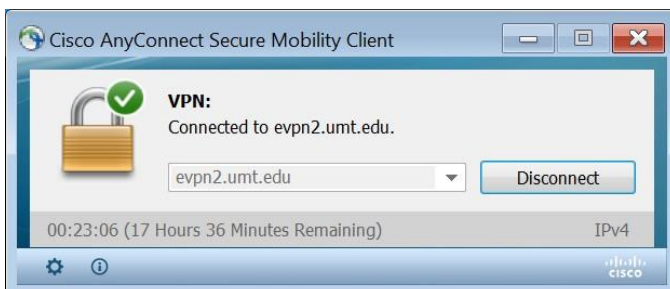 Cisco AnyConnect Secure Mobility Client
VPN:
Connected to evpn2.umt.edu.
evpn2.umt.edu
Disconnect
00:23:06 (17 Hours 36 Minutes Remaining)
IPv4
CISCO